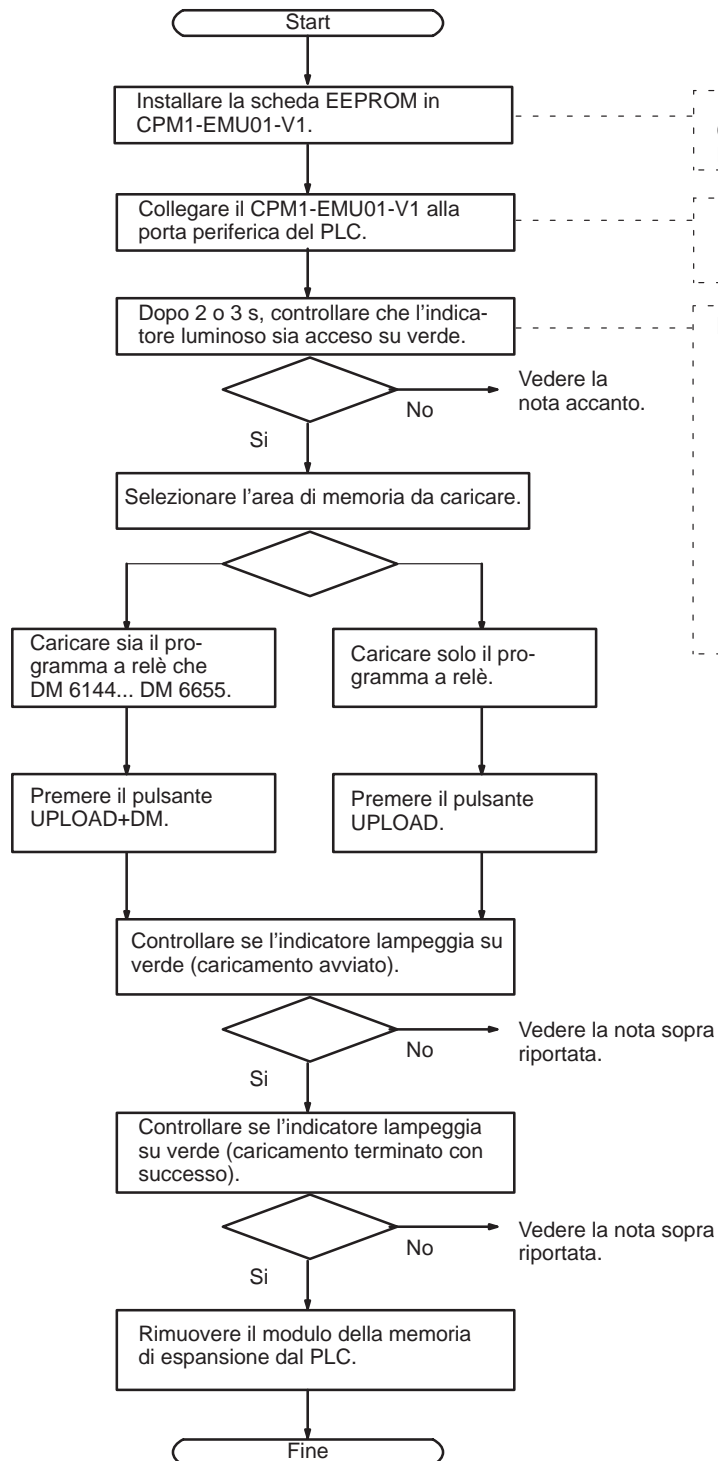 Start
Installare la scheda EEPROM in
CPM1-EMU01-V1.
Collegare il CPM1-EMU01-V1 alla
porta periferica del PLC.
Dopo 2 o 3 s, controllare che l'indica-
tore luminoso sia acceso su verde.
No
Vedere la
nota accanto.
Si
Selezionare l'area di memoria da caricare.
Caricare sia il pro-
gramma a relè che
DM 6144... DM 6655.
Caricare solo il pro-
gramma a relè.
Premere il pulsante
UPLOAD+DM.
Premere il pulsante
UPLOAD.
Controllare se l'indicatore lampeggia su
verde (caricamento avviato).
No
Vedere la nota sopra
riportata.
Si
Controllare se l'indicatore lampeggia
su verde (caricamento terminato con
successo).
No
Vedere la nota sopra
riportata.
Si
Rimuovere il modulo della memoria
di espansione dal PLC.
Fine